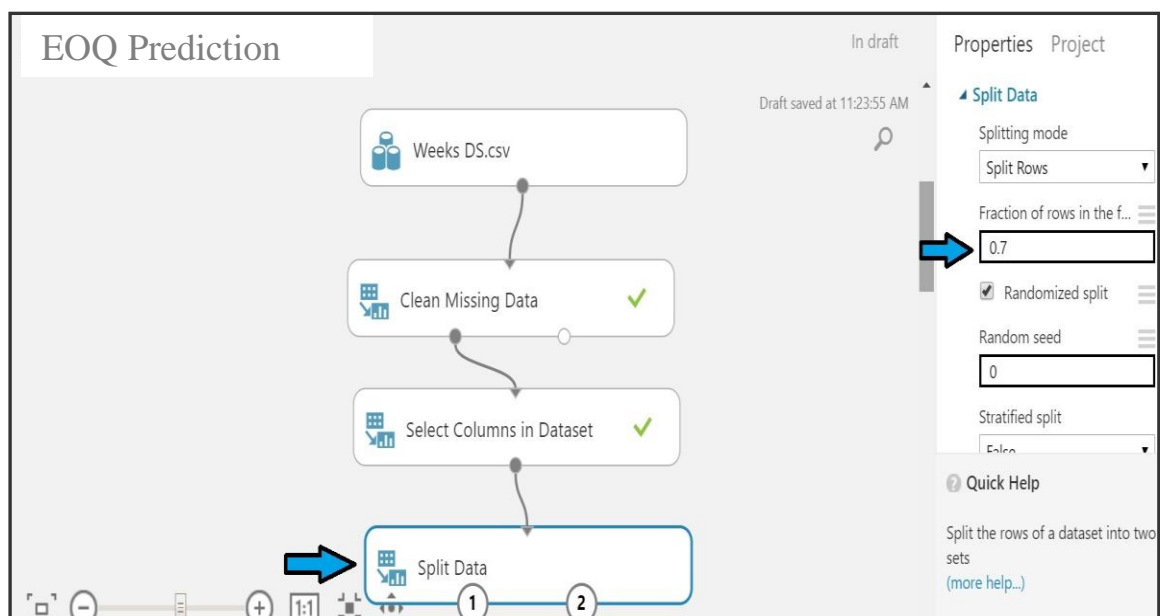 EOQ Prediction
In draft
Draft saved at 11:23:55 AM
Weeks DS.csv
Clean Missing Data
Select Columns in Dataset
Split Data
1
2
1:1
Properties Project
Split Data
Splitting mode
Split Rows
Fraction of rows in the f...
0.7
Randomized split
Random seed
0
Stratified split
False
Quick Help
Split the rows of a dataset into two
sets
(more help...)